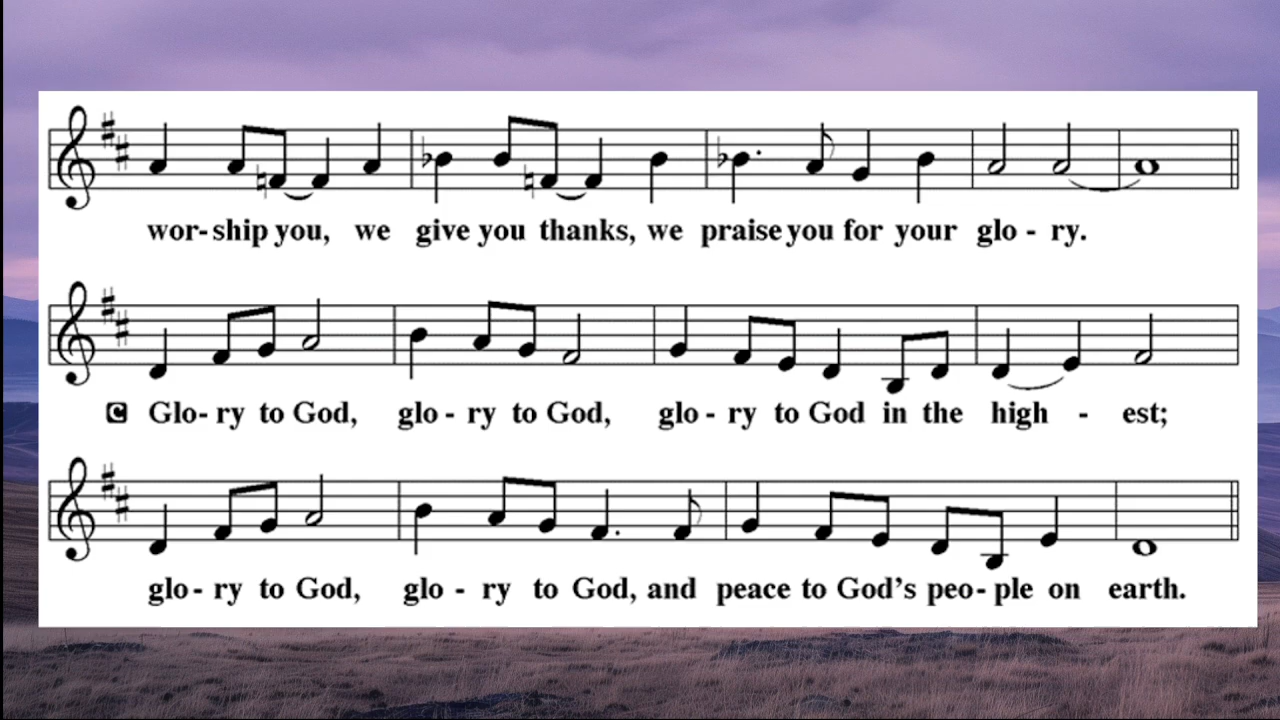 wor- ship you, we give you thanks, we praise you for your glo - ry.
C Glo- ry to God, glo - ry to God, glo - ry to God in the high - est;
glo - ry to God, glo - ry to God, and peace to God's peo- ple on earth.